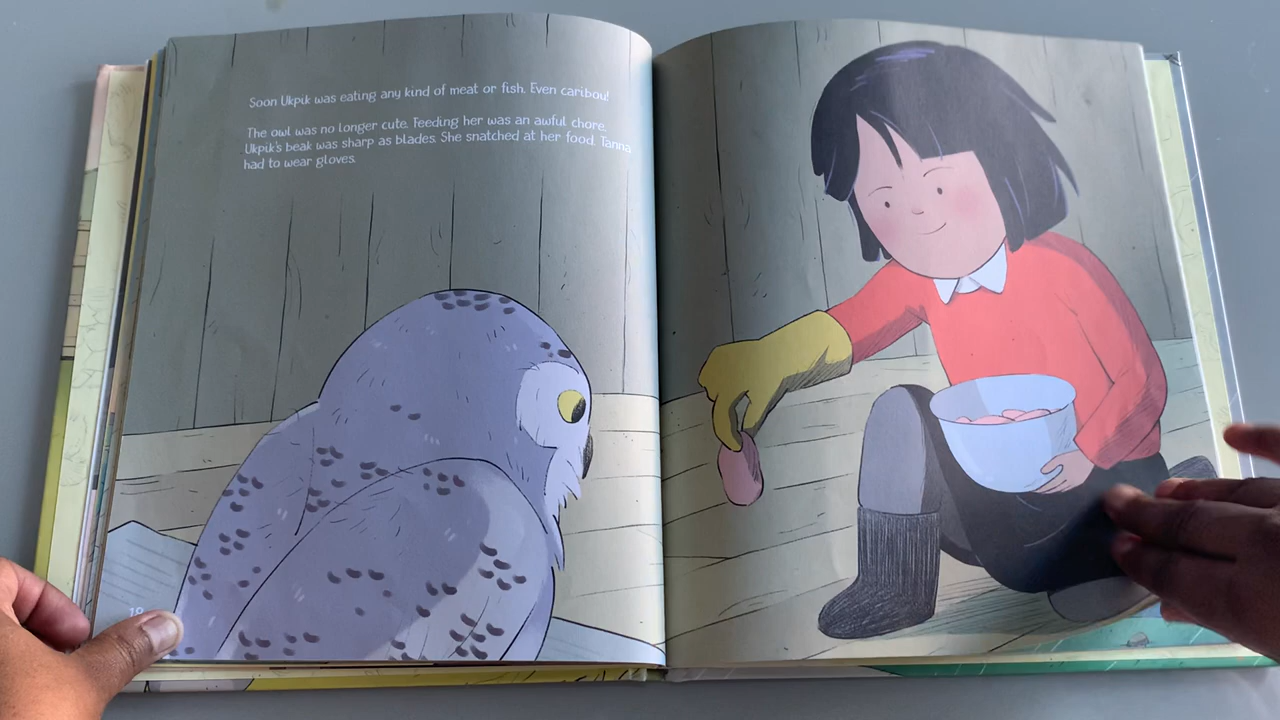 Soon Ukpik was eating any kind of meat or fish. Even caribou!
The owl was no longer cute. Feeding her was an awful chore.
Ukpik's beak was sharp as blades. She snatched at her food. Tanna
had to wear gloves.
18